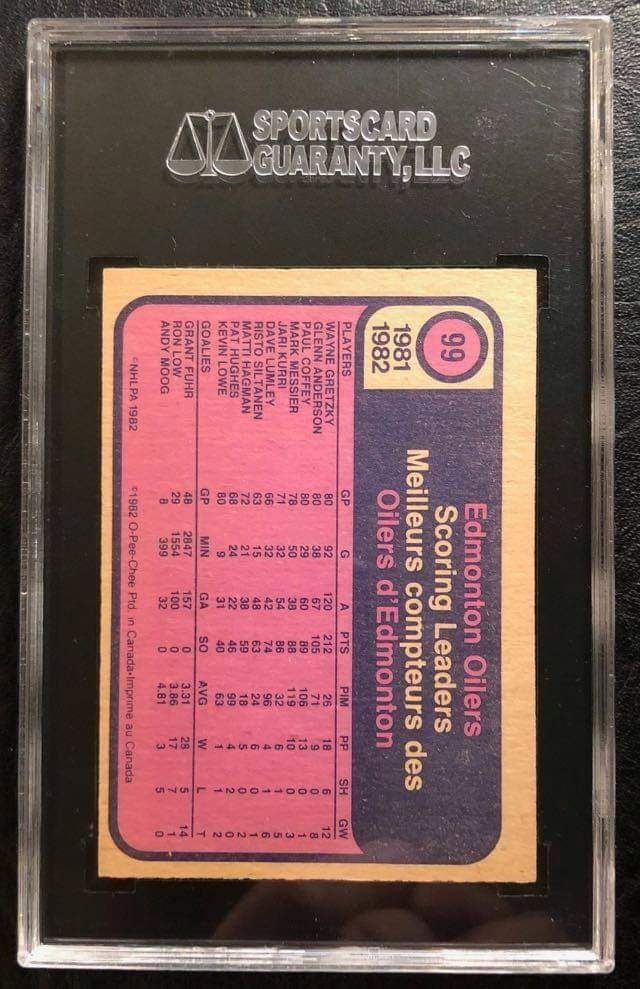 SPORTSCARD
GUARANTY, LLC
99
1981
1982
Edmonton Oilers
Scoring Leaders
Meilleurs compteurs des
Oilers d'Edmonton
PLAYERS GP G A PTS PIM PP SH GW
WAYNE GRETZKY 80 92 120 212 26 18 6 12
GLENN ANDERSON 80 38 67 105 71 9 0 8
PAUL COFFEY 80 29 60 89 106 13 0 1
MARK MESSIER 78 50 38 88 119 10 0 3
JARI KURRI 71 32 54 86 32 6 1 5
DAVE LUMLEY 66 32 42 74 96 4 1 6
RISTO SILTANEN 63 15 48 63 24 6 0 1
MATTI HAGMAN 72 21 38 59 18 5 0 2
PAT HUGHES 68 24 22 46 99 4 2 0
KEVIN LOWE 80 9 31 40 63 1 1 2
GOALIES GP MIN GA SO AVG W L T
GRANT FUHR 48 2847 157 0 3.31 28 5 14
RON LOW 29 1554 100 0 3.86 17 7 1
ANDY MOOG 8 399 32 0 4.81 3 5 0
©NHLPA 1982 ©1982 O-Pee-Chee Ptd. in Canada•Imprimé au Canada